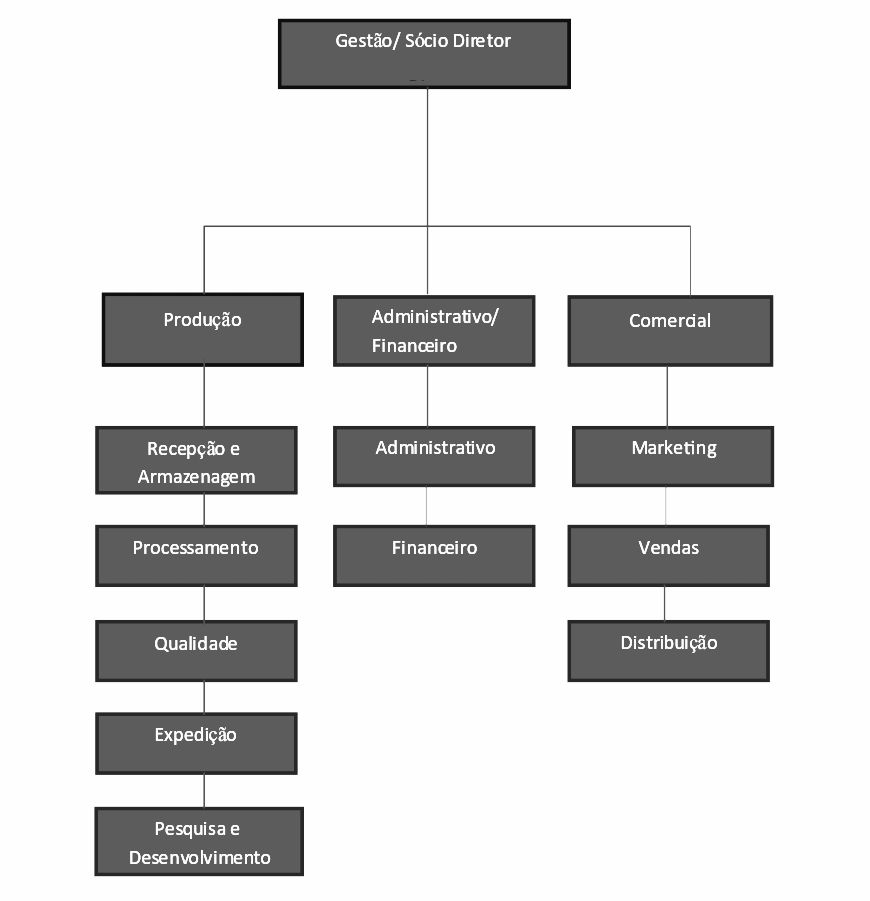 Gestão/ Sócio Diretor
Produção
Administrativo/
Financeiro
Comercial
Recepção e
Armazenagem
Administrativo
Marketing
Processamento
Financeiro
Vendas
Qualidade
Distribuição
Expedição
Pesquisa e
Desenvolvimento